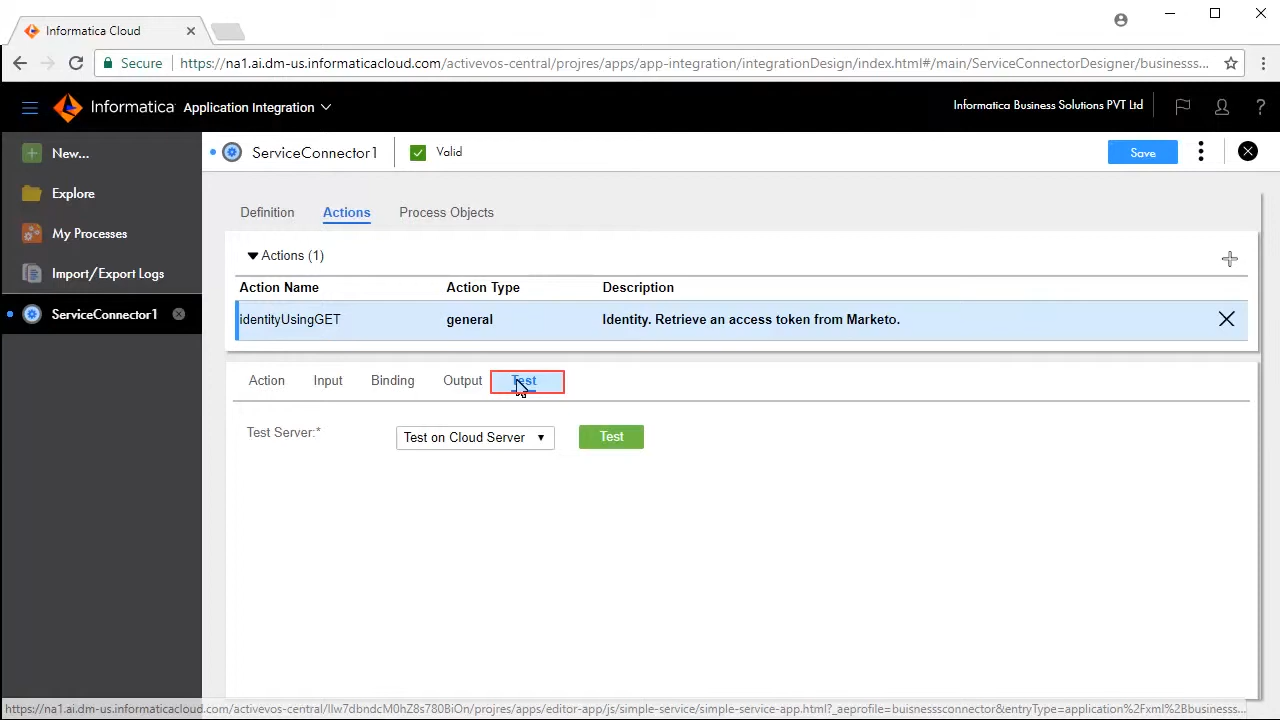 Informatica Cloud
Secure
https://na1.ai.dm-us.informaticacloud.com/activevos-central/projres/apps/app-integration/integrationDesign/index.html#/main/ServiceConnectorDesigner/businesss...
Informatica Application Integration
Informatica Business Solutions PVT Ltd
?
New...
Explore
My Processes
Import/Export Logs
ServiceConnector1
ServiceConnector1
Valid
Save
Definition
Actions
Process Objects
Actions (1)
Action Name Action Type Description
identityUsingGET general Identity. Retrieve an access token from Marketo.
Action Input Binding Output Test
Test Server:* Test on Cloud Server Test
https://na1.ai.dm-us.informaticacloud.com/activevos-central/llw7dbndcM0hZ8s780BiOn/projres/apps/editor-app/js/simple-service/simple-service-app.html?_aeprofile=buisnesssconnector&entryType=application%2Fxml%2Bbusinesss...